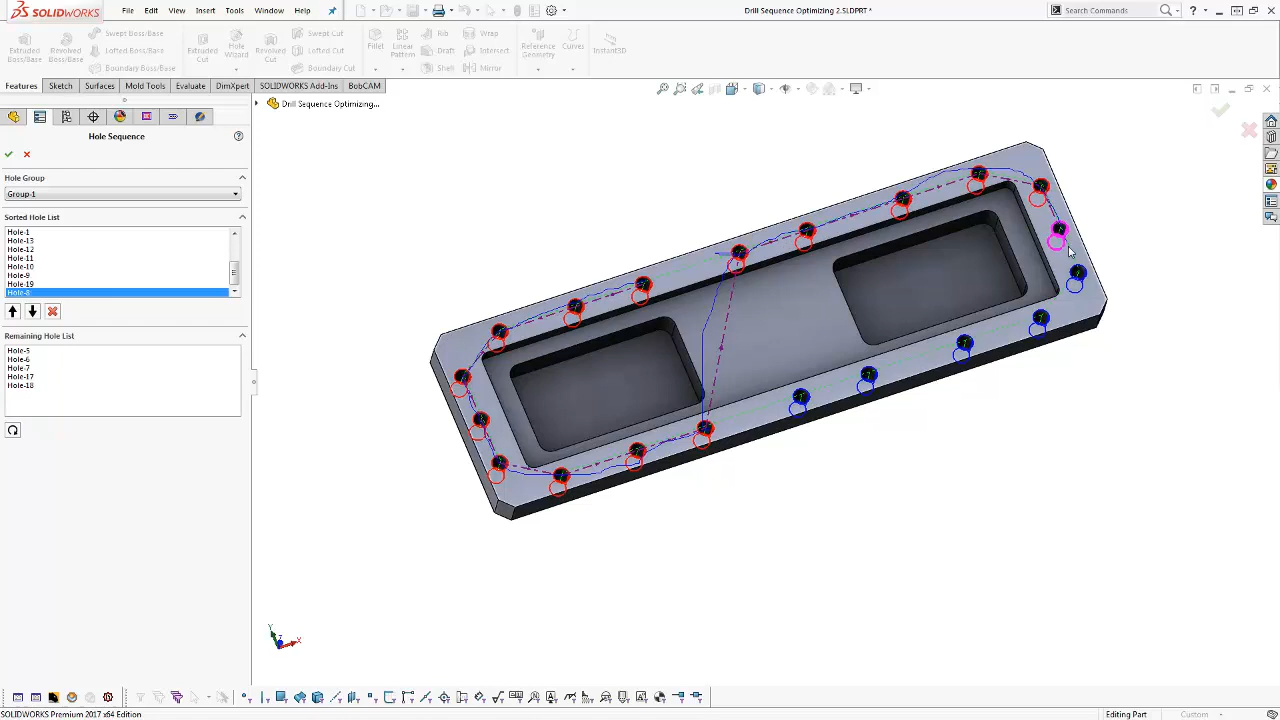 SOLIDWORKS
File
Edit
View
Insert
Tools
Window
Help
Drill Sequence Optimizing 2.SLDPRT *
Search Commands
Extruded Boss/Base
Revolved Boss/Base
Swept Boss/Base
Lofted Boss/Base
Boundary Boss/Base
Extruded Cut
Hole Wizard
Revolved Cut
Swept Cut
Lofted Cut
Boundary Cut
Fillet
Linear Pattern
Rib
Draft
Shell
Wrap
Intersect
Mirror
Reference Geometry
Curves
Instant3D
Features
Sketch
Surfaces
Mold Tools
Evaluate
DimXpert
SOLIDWORKS Add-Ins
BobCAM
Drill Sequence Optimizing...
Hole Sequence
Hole Group
Group-1
Sorted Hole List
Hole-1
Hole-13
Hole-12
Hole-11
Hole-10
Hole-9
Hole-19
Hole-8
Remaining Hole List
Hole-5
Hole-6
Hole-7
Hole-17
Hole-18
Y
Z
X
SOLIDWORKS Premium 2017 x64 Edition
Editing Part
Custom